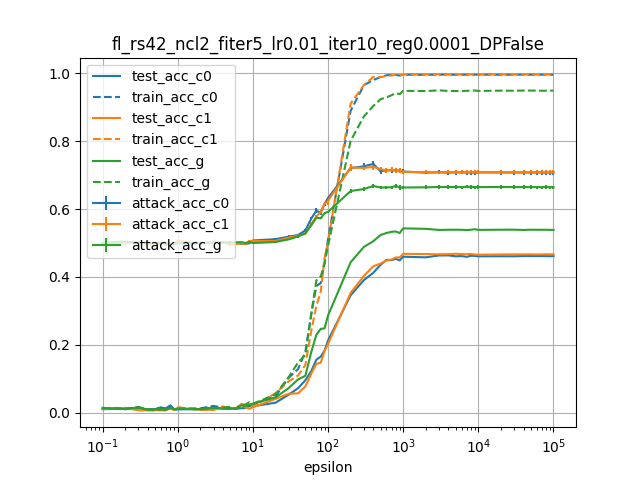 fl_rs42_ncl2_fiter5_lr0.01_iter10_reg0.0001_DPFalse
1.0
0.8
0.6
0.4
0.2
0.0
test_acc_c0
train_acc_c0
test_acc_c1
train_acc_c1
test_acc_g
train_acc_g
attack_acc_c0
attack_acc_c1
attack_acc_g
10⁻¹ 10⁰ 10¹ 10² 10³ 10⁴ 10⁵
epsilon